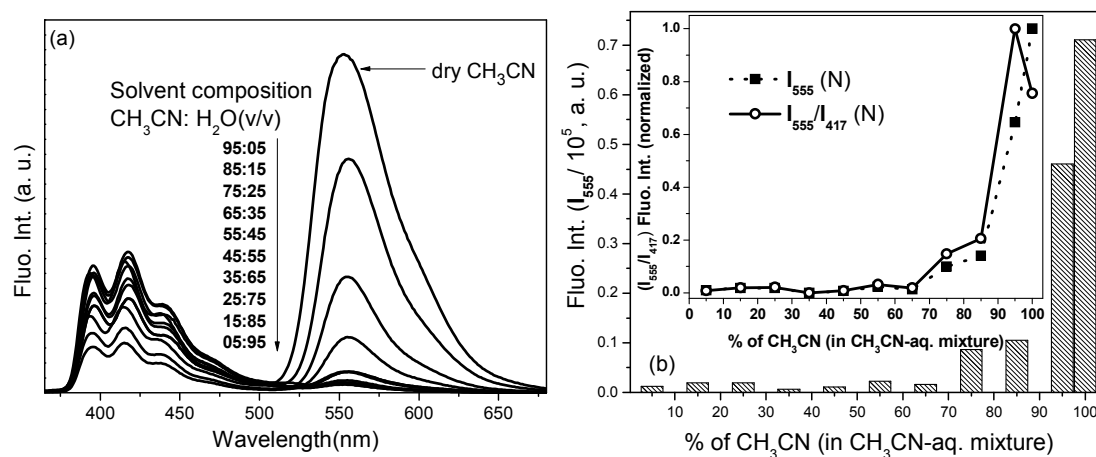 (a)
dry CH₃CN
Solvent composition
CH₃CN: H₂O(v/v)
95:05
85:15
75:25
65:35
55:45
45:55
35:65
25:75
15:85
05:95
Fluo. Int. (a. u.)
400 450 500 550 600 650
Wavelength(nm)
Fluo. Int. (I₅₅₅/ 10⁵, a. u.)
0.7
0.6
0.5
0.4
0.3
0.2
0.1
0.0
(I₅₅₅/I₄₁₇) Fluo. Int. (normalized)
1.0
0.8
0.6
0.4
0.2
0.0
I₅₅₅ (N)
I₅₅₅/I₄₁₇ (N)
0 10 20 30 40 50 60 70 80 90 100
% of CH₃CN (in CH₃CN-aq. mixture)
(b)
10 20 30 40 50 60 70 80 90 100
% of CH₃CN (in CH₃CN-aq. mixture)